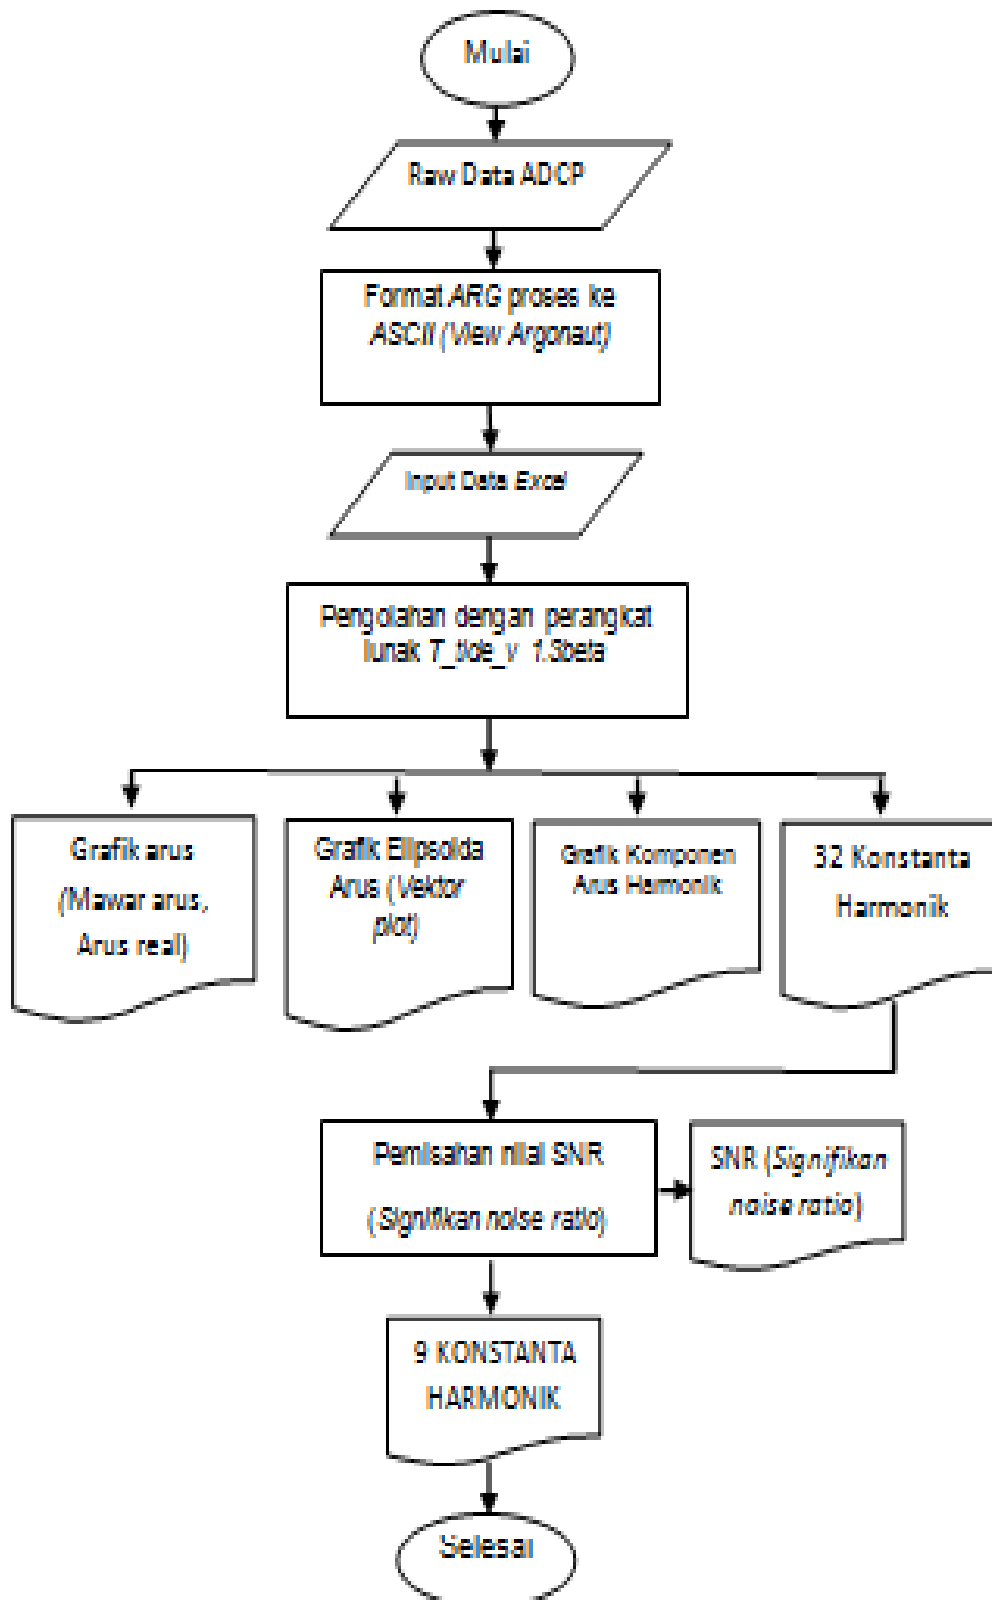 Mulai
Raw Data ADCP
Format ARG proses ke
ASCII (View Argonaut)
Input Data Excel
Pengolahan dengan perangkat
lunak T_tide_v 1.3beta
Grafik arus
(Mawar arus,
Arus real)
Grafik Elipsoida
Arus (Vektor
plot)
Grafik Komponen
Arus Harmonik
32 Konstanta
Harmonik
Pemisahan nilai SNR
(Signifikan noise ratio)
SNR (Signifikan
noise ratio)
9 KONSTANTA
HARMONIK
Selesai